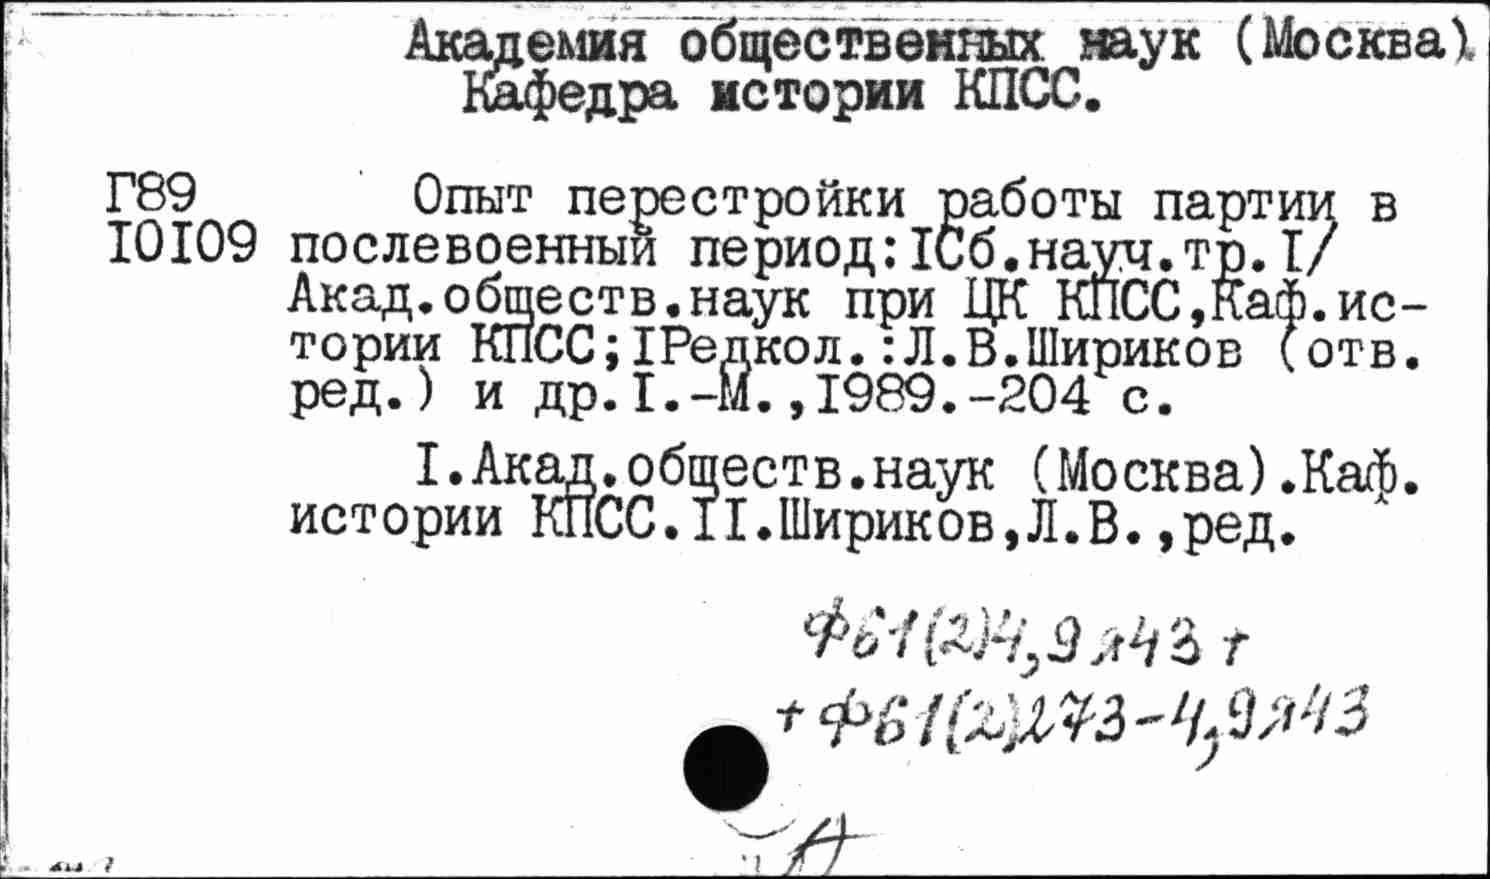 Академия общественных наук (Москва).
Кафедра истории КПСС.
Г89
I0I09
Опыт перестройки работы партии в
послевоенный период:IСб.науч.тр.I/
Акад.обществ.наук при ЦК КПСС,Каф.ис-
тории КПСС;IРедкол.:Л.В.Шириков (отв.
ред.) и др.I.-М.,I989.-204 с.
I.Акад.обществ.наук (Москва).Каф.
истории КПСС.II.Шириков,Л.В.,ред.
Ф61(2)4,9я43 +
+ Ф61(2)273-4,9я43